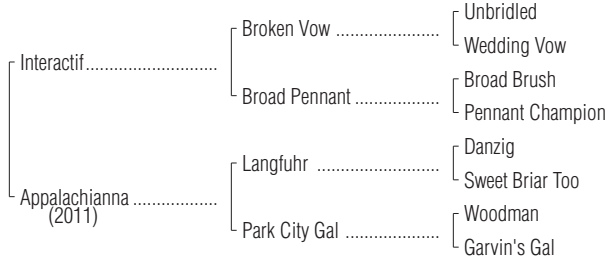 Unbridled
Broken Vow ....................
Wedding Vow
Interactif.........................
Broad Brush
Broad Pennant ................
Pennant Champion
Danzig
Langfuhr .......................
Sweet Briar Too
Appalachianna ................
(2011)
Woodman
Park City Gal ..................
Garvin's Gal